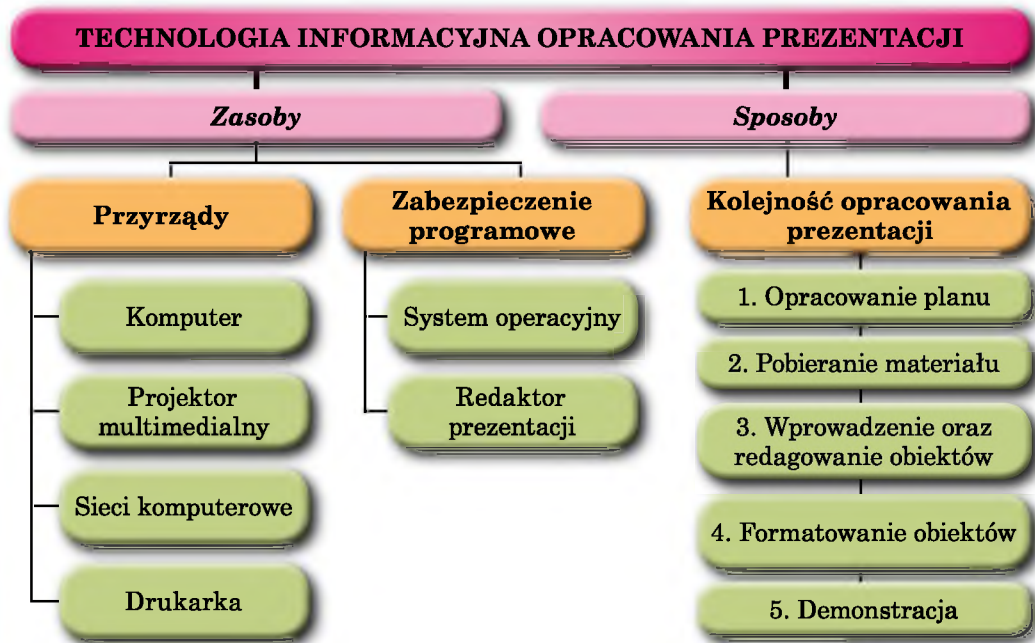 TECHNOLOGIA INFORMACYJNA OPRACOWANIA PREZENTACJI
Zasoby
Sposoby
Przyrządy
Zabezpieczenie
programowe
Kolejność opracowania
prezentacji
Komputer
Projektor
multimedialny
Sieci komputerowe
Drukarka
System operacyjny
Redaktor
prezentacji
1. Opracowanie planu
2. Pobieranie materiału
3. Wprowadzenie oraz
redagowanie obiektów
4. Formatowanie obiektów
5. Demonstracja